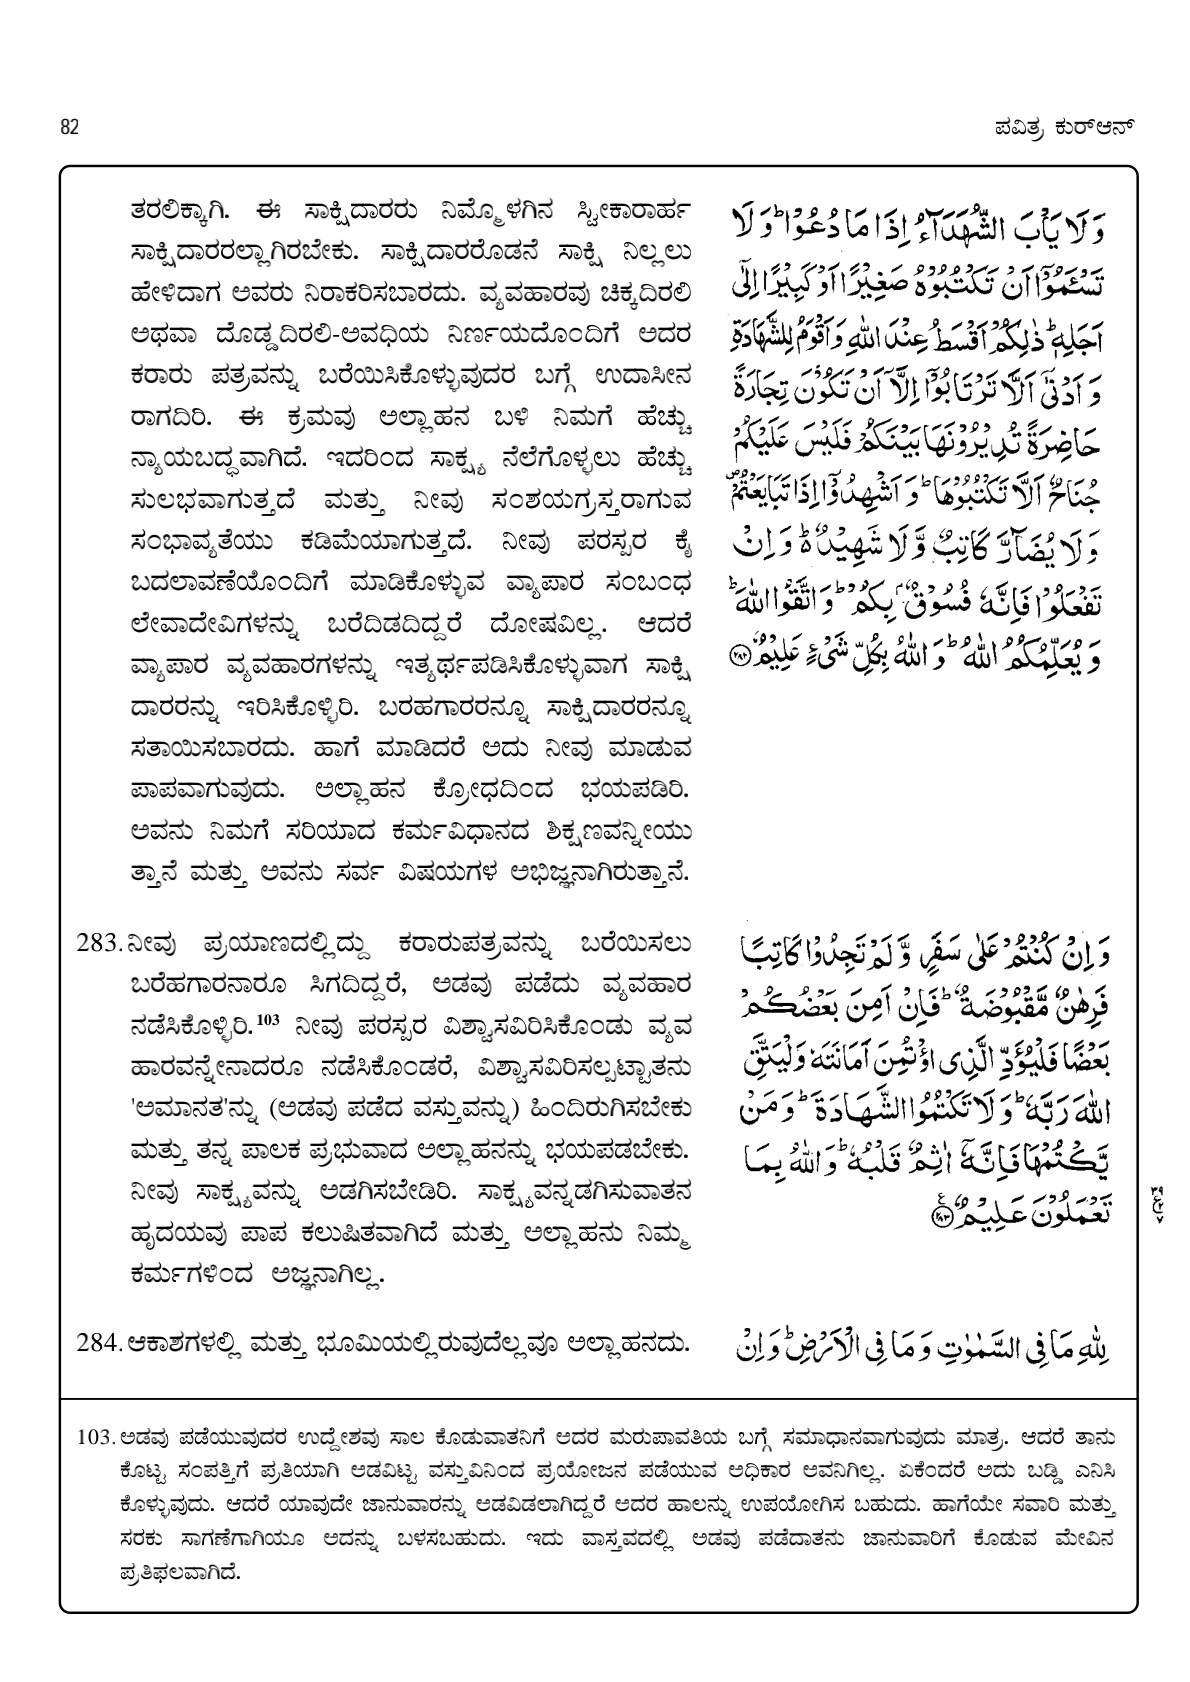 82
ಪವಿತ್ರ ಕುರ್‌ಆನ್
ತರಲಿಕ್ಕಾಗಿ. ಈ ಸಾಕ್ಷಿದಾರರು ನಿಮ್ಮೊಳಗಿನ ಸ್ವೀಕಾರಾರ್ಹ
ಸಾಕ್ಷಿದಾರರಲ್ಲಾಗಿರಬೇಕು. ಸಾಕ್ಷಿದಾರರೊಡನೆ ಸಾಕ್ಷಿ ನಿಲ್ಲಲು
ಹೇಳಿದಾಗ ಅವರು ನಿರಾಕರಿಸಬಾರದು. ವ್ಯವಹಾರವು ಚಿಕ್ಕದಿರಲಿ
ಅಥವಾ ದೊಡ್ಡದಿರಲಿ-ಅವಧಿಯ ನಿರ್ಣಯದೊಂದಿಗೆ ಅದರ
ಕರಾರು ಪತ್ರವನ್ನು ಬರೆಯಿಸಿಕೊಳ್ಳುವುದರ ಬಗ್ಗೆ ಉದಾಸೀನ
ರಾಗದಿರಿ. ಈ ಕ್ರಮವು ಅಲ್ಲಾಹನ ಬಳಿ ನಿಮಗೆ ಹೆಚ್ಚು
ನ್ಯಾಯಬದ್ಧವಾಗಿದೆ. ಇದರಿಂದ ಸಾಕ್ಷ್ಯ ನೆಲೆಗೊಳ್ಳಲು ಹೆಚ್ಚು
ಸುಲಭವಾಗುತ್ತದೆ ಮತ್ತು ನೀವು ಸಂಶಯಗ್ರಸ್ತರಾಗುವ
ಸಂಭಾವ್ಯತೆಯು ಕಡಿಮೆಯಾಗುತ್ತದೆ. ನೀವು ಪರಸ್ಪರ ಕೈ
ಬದಲಾವಣೆಯೊಂದಿಗೆ ಮಾಡಿಕೊಳ್ಳುವ ವ್ಯಾಪಾರ ಸಂಬಂಧ
ಲೇವಾದೇವಿಗಳನ್ನು ಬರೆದಿಡದಿದ್ದರೆ ದೋಷವಿಲ್ಲ. ಆದರೆ
ವ್ಯಾಪಾರ ವ್ಯವಹಾರಗಳನ್ನು ಇತ್ಯರ್ಥಪಡಿಸಿಕೊಳ್ಳುವಾಗ ಸಾಕ್ಷಿ
ದಾರರನ್ನು ಇರಿಸಿಕೊಳ್ಳಿರಿ. ಬರಹಗಾರರನ್ನೂ ಸಾಕ್ಷಿದಾರರನ್ನೂ
ಸತಾಯಿಸಬಾರದು. ಹಾಗೆ ಮಾಡಿದರೆ ಅದು ನೀವು ಮಾಡುವ
ಪಾಪವಾಗುವುದು. ಅಲ್ಲಾಹನ ಕ್ರೋಧದಿಂದ ಭಯಪಡಿರಿ.
ಅವನು ನಿಮಗೆ ಸರಿಯಾದ ಕರ್ಮವಿಧಾನದ ಶಿಕ್ಷಣವನ್ನೀಯು
ತ್ತಾನೆ ಮತ್ತು ಅವನು ಸರ್ವ ವಿಷಯಗಳ ಅಭಿಜ್ಞನಾಗಿರುತ್ತಾನೆ.
وَلَا يَأْبَ الشُّهَدَآءُ إِذَا مَا دُعُوْا ۭ وَلَا
تَسْـَٔمُوْٓا اَنْ تَكْتُبُوْهُ صَغِيْرًا اَوْ كَبِيْرًا اِلٰٓى
اَجَلِهٖ ۭ ذٰلِكُمْ اَقْسَطُ عِنْدَ اللّٰهِ وَاَقْوَمُ لِلشَّهَادَةِ
وَاَدْنٰٓى اَلَّا تَرْتَابُوْٓا اِلَّآ اَنْ تَكُوْنَ تِجَارَةً
حَاضِرَةً تُدِيْرُوْنَهَا بَيْنَكُمْ فَلَيْسَ عَلَيْكُمْ
جُنَاحٌ اَلَّا تَكْتُبُوْهَا ۭ وَاَشْهِدُوْٓا اِذَا تَبَايَعْتُمْ ۠
وَلَا يُضَآرَّ كَاتِبٌ وَّلَا شَهِيْدٌ ڛ وَاِنْ
تَفْعَلُوْا فَاِنَّهٗ فُسُوْقٌۢ بِكُمْ ۭ وَاتَّقُوا اللّٰهَ ۭ
وَيُعَلِّمُكُمُ اللّٰهُ ۭ وَاللّٰهُ بِكُلِّ شَيْءٍ عَلِيْمٌ ۝۲۸۲
283. ನೀವು ಪ್ರಯಾಣದಲ್ಲಿದ್ದು ಕರಾರುಪತ್ರವನ್ನು ಬರೆಯಿಸಲು
ಬರೆಹಗಾರನಾರೂ ಸಿಗದಿದ್ದರೆ, ಅಡವು ಪಡೆದು ವ್ಯವಹಾರ
ನಡೆಸಿಕೊಳ್ಳಿರಿ.103 ನೀವು ಪರಸ್ಪರ ವಿಶ್ವಾಸವಿರಿಸಿಕೊಂಡು ವ್ಯವ
ಹಾರವನ್ನೇನಾದರೂ ನಡೆಸಿಕೊಂಡರೆ, ವಿಶ್ವಾಸವಿರಿಸಲ್ಪಟ್ಟಾತನು
'ಅಮಾನತ'ನ್ನು (ಅಡವು ಪಡೆದ ವಸ್ತುವನ್ನು) ಹಿಂದಿರುಗಿಸಬೇಕು
ಮತ್ತು ತನ್ನ ಪಾಲಕ ಪ್ರಭುವಾದ ಅಲ್ಲಾಹನನ್ನು ಭಯಪಡಬೇಕು.
ನೀವು ಸಾಕ್ಷ್ಯವನ್ನು ಅಡಗಿಸಬೇಡಿರಿ. ಸಾಕ್ಷ್ಯವನ್ನಡಗಿಸುವಾತನ
ಹೃದಯವು ಪಾಪ ಕಲುಷಿತವಾಗಿದೆ ಮತ್ತು ಅಲ್ಲಾಹನು ನಿಮ್ಮ
ಕರ್ಮಗಳಿಂದ ಅಜ್ಞನಾಗಿಲ್ಲ.
وَاِنْ كُنْتُمْ عَلٰى سَفَرٍ وَّلَمْ تَجِدُوْا كَاتِبًا
فَرِهٰنٌ مَّقْبُوْضَةٌ ۭ فَاِنْ اَمِنَ بَعْضُكُمْ
بَعْضًا فَلْيُؤَدِّ الَّذِى اؤْتُمِنَ اَمَانَتَهٗ وَلْيَتَّقِ
اللّٰهَ رَبَّهٗ ۭ وَلَا تَكْتُمُوا الشَّهَادَةَ ۭ وَمَنْ
يَّكْتُمْهَا فَاِنَّهٗٓ اٰثِمٌ قَلْبُهٗ ۭ وَاللّٰهُ بِمَا
تَعْمَلُوْنَ عَلِيْمٌ ۝۲۸۳
284. ಆಕಾಶಗಳಲ್ಲಿ ಮತ್ತು ಭೂಮಿಯಲ್ಲಿರುವುದೆಲ್ಲವೂ ಅಲ್ಲಾಹನದು.
لِلّٰهِ مَا فِى السَّمٰوٰتِ وَمَا فِى الْاَرْضِ ۭ وَاِنْ
103. ಅಡವು ಪಡೆಯುವುದರ ಉದ್ದೇಶವು ಸಾಲ ಕೊಡುವಾತನಿಗೆ ಅದರ ಮರುಪಾವತಿಯ ಬಗ್ಗೆ ಸಮಾಧಾನವಾಗುವುದು ಮಾತ್ರ. ಆದರೆ ತಾನು
ಕೊಟ್ಟ ಸಂಪತ್ತಿಗೆ ಪ್ರತಿಯಾಗಿ ಅಡವಿಟ್ಟ ವಸ್ತುವಿನಿಂದ ಪ್ರಯೋಜನ ಪಡೆಯುವ ಅಧಿಕಾರ ಅವನಿಗಿಲ್ಲ. ಏಕೆಂದರೆ ಅದು ಬಡ್ಡಿ ಎನಿಸಿ
ಕೊಳ್ಳುವುದು. ಆದರೆ ಯಾವುದೇ ಜಾನುವಾರನ್ನು ಅಡವಿಡಲಾಗಿದ್ದರೆ ಅದರ ಹಾಲನ್ನು ಉಪಯೋಗಿಸ ಬಹುದು. ಹಾಗೆಯೇ ಸವಾರಿ ಮತ್ತು
ಸರಕು ಸಾಗಣೆಗಾಗಿಯೂ ಅದನ್ನು ಬಳಸಬಹುದು. ಇದು ವಾಸ್ತವದಲ್ಲಿ ಅಡವು ಪಡೆದಾತನು ಜಾನುವಾರಿಗೆ ಕೊಡುವ ಮೇವಿನ
ಪ್ರತಿಫಲವಾಗಿದೆ.